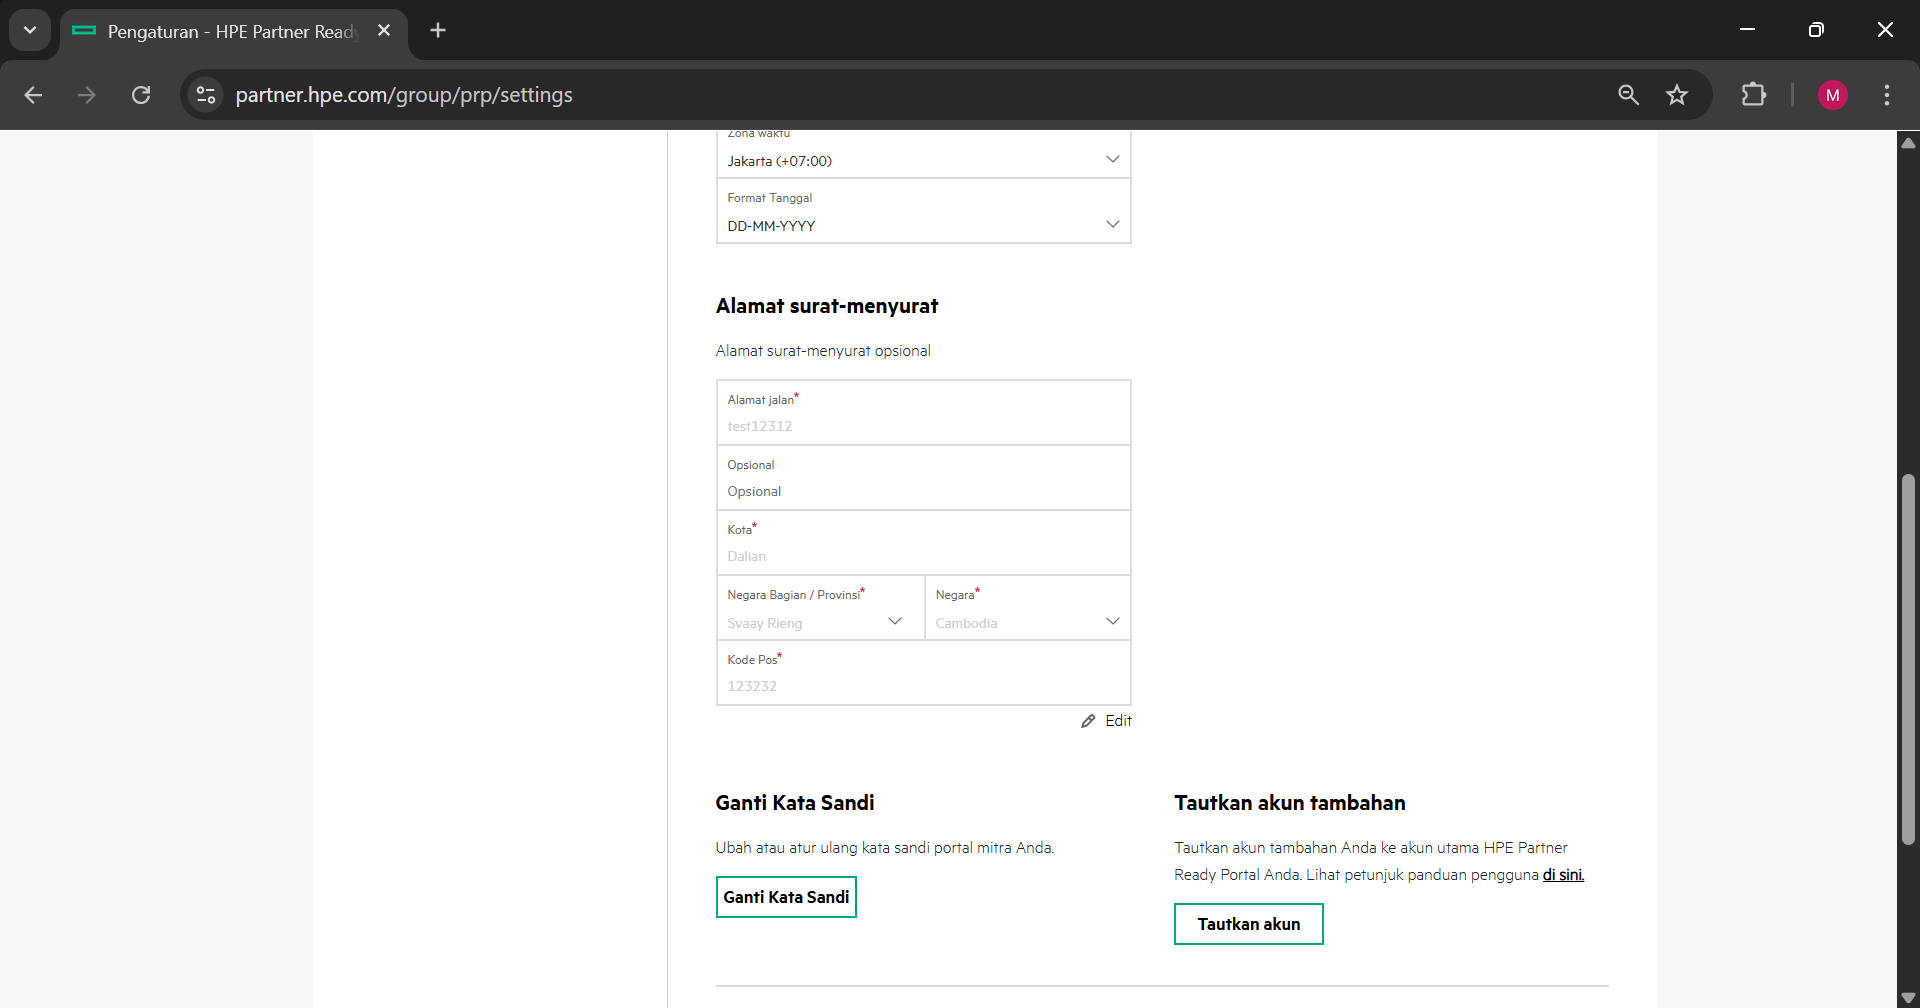 Pengaturan - HPE Partner Read
partner.hpe.com/group/prp/settings
M
Zona waktu
Jakarta (+07:00)
Format Tanggal
DD-MM-YYYY
Alamat surat-menyurat
Alamat surat-menyurat opsional
Alamat jalan*
test12312
Opsional
Opsional
Kota*
Dalian
Negara Bagian / Provinsi*
Svaay Rieng
Negara*
Cambodia
Kode Pos*
123232
Edit
Ganti Kata Sandi
Ubah atau atur ulang kata sandi portal mitra Anda.
Ganti Kata Sandi
Tautkan akun tambahan
Tautkan akun tambahan Anda ke akun utama HPE Partner
Ready Portal Anda. Lihat petunjuk panduan pengguna di sini.
Tautkan akun